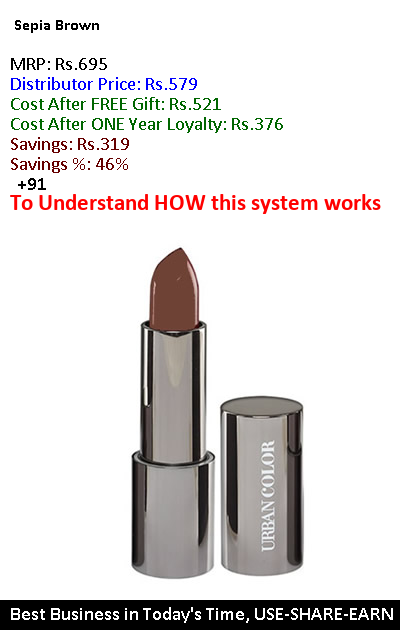 Sepia Brown
MRP: Rs.695
Distributor Price: Rs.579
Cost After FREE Gift: Rs.521
Cost After ONE Year Loyalty: Rs.376
Savings: Rs.319
Savings %: 46%
+91
To Understand HOW this system works
URBAN COLOR
Best Business in Today's Time, USE-SHARE-EARN